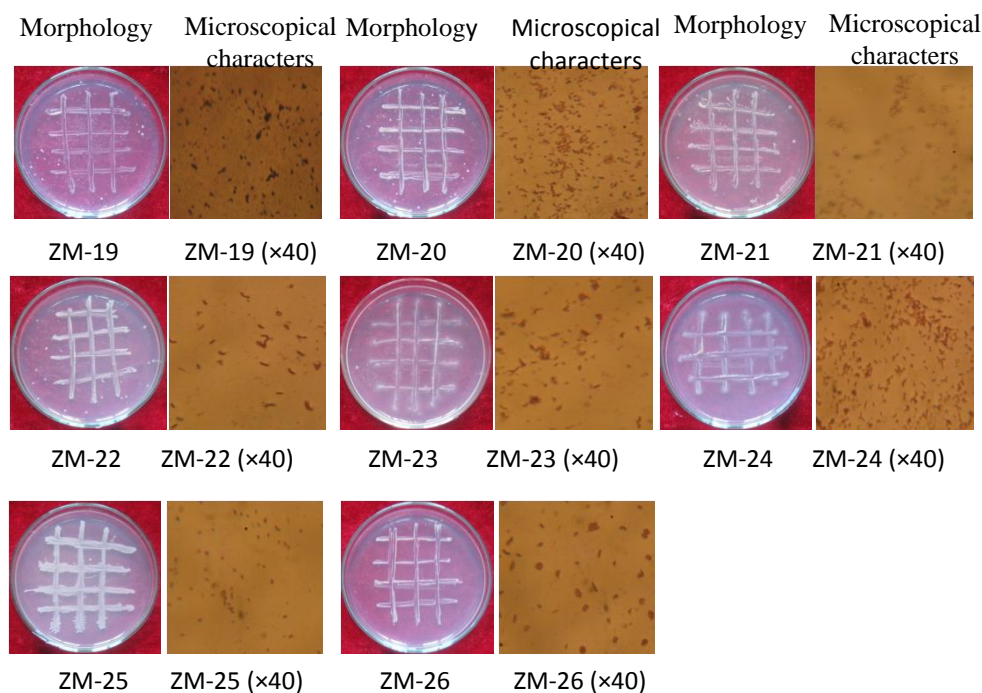 Morphology Microscopical characters Morphology Microscopical characters Morphology Microscopical characters
ZM-19 ZM-19 (×40) ZM-20 ZM-20 (×40) ZM-21 ZM-21 (×40)
ZM-22 ZM-22 (×40) ZM-23 ZM-23 (×40) ZM-24 ZM-24 (×40)
ZM-25 ZM-25 (×40) ZM-26 ZM-26 (×40)